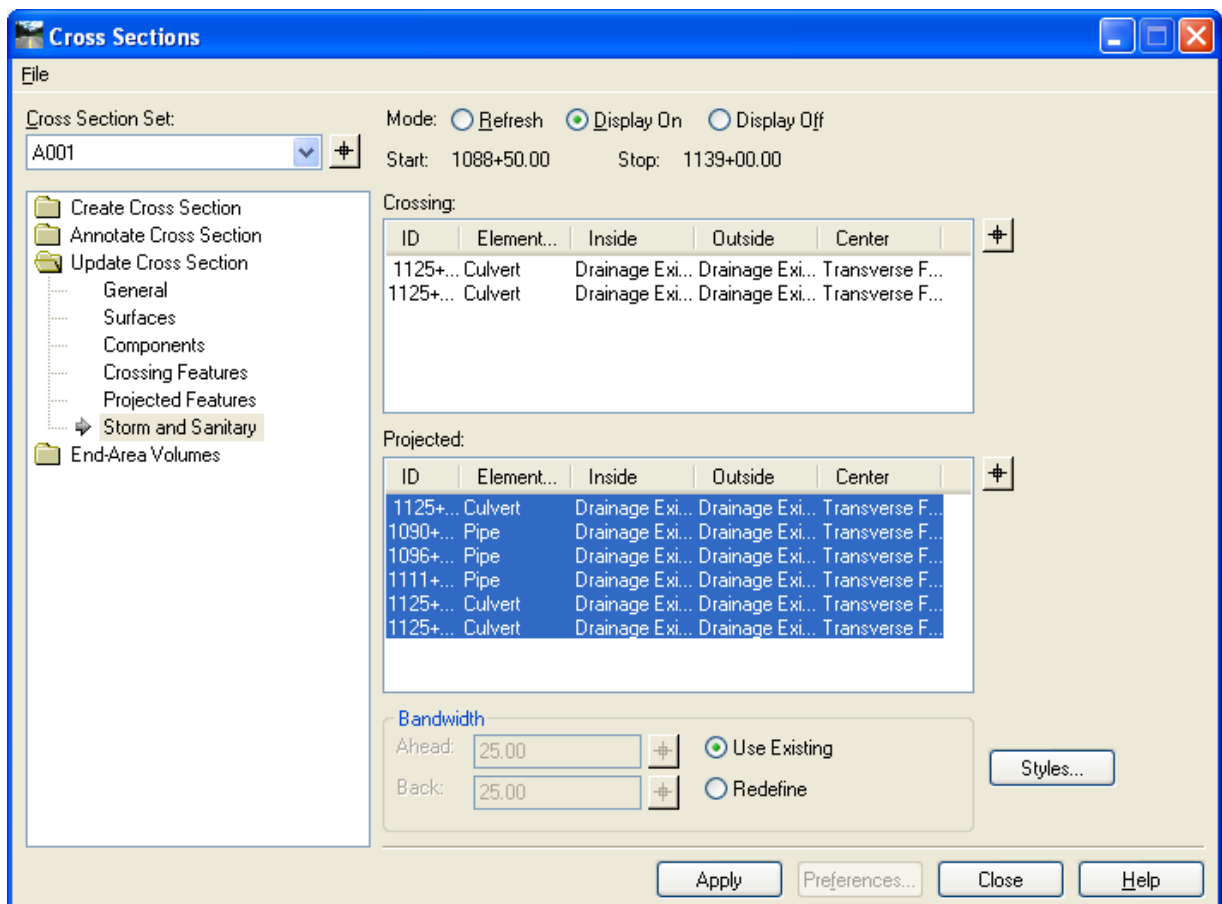 Cross Sections
File
Cross Section Set:
A001
Mode: Refresh Display On Display Off
Start: 1088+50.00 Stop: 1139+00.00
Create Cross Section
Annotate Cross Section
Update Cross Section
General
Surfaces
Components
Crossing Features
Projected Features
Storm and Sanitary
End-Area Volumes
Crossing:
ID Element... Inside Outside Center
1125+... Culvert Drainage Exi... Drainage Exi... Transverse F...
1125+... Culvert Drainage Exi... Drainage Exi... Transverse F...
Projected:
ID Element... Inside Outside Center
1125+... Culvert Drainage Exi... Drainage Exi... Transverse F...
1090+... Pipe Drainage Exi... Drainage Exi... Transverse F...
1096+... Pipe Drainage Exi... Drainage Exi... Transverse F...
1111+... Pipe Drainage Exi... Drainage Exi... Transverse F...
1125+... Culvert Drainage Exi... Drainage Exi... Transverse F...
1125+... Culvert Drainage Exi... Drainage Exi... Transverse F...
Bandwidth
Ahead: 25.00 Use Existing
Back: 25.00 Redefine
Styles...
Apply Preferences... Close Help